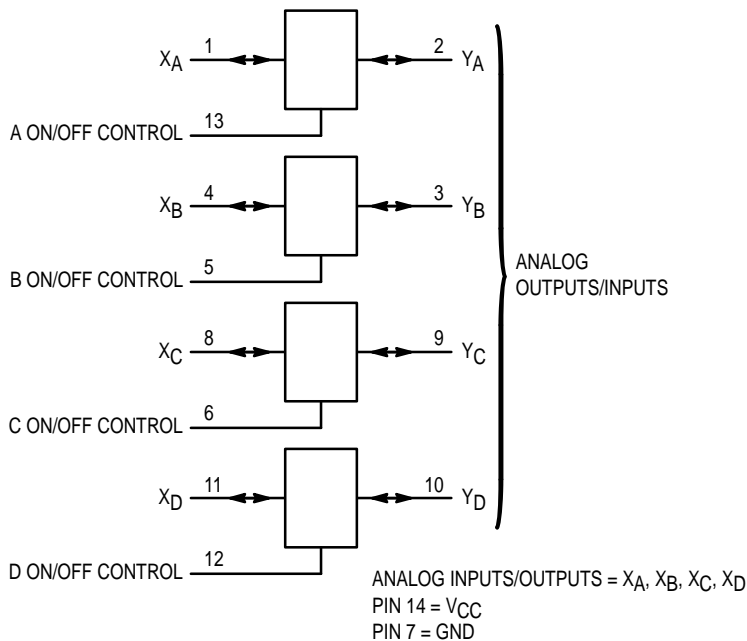 XA 1 2 YA
A ON/OFF CONTROL 13
XB 4 3 YB
B ON/OFF CONTROL 5
ANALOG
OUTPUTS/INPUTS
XC 8 9 YC
C ON/OFF CONTROL 6
XD 11 10 YD
D ON/OFF CONTROL 12
ANALOG INPUTS/OUTPUTS = XA, XB, XC, XD
PIN 14 = VCC
PIN 7 = GND